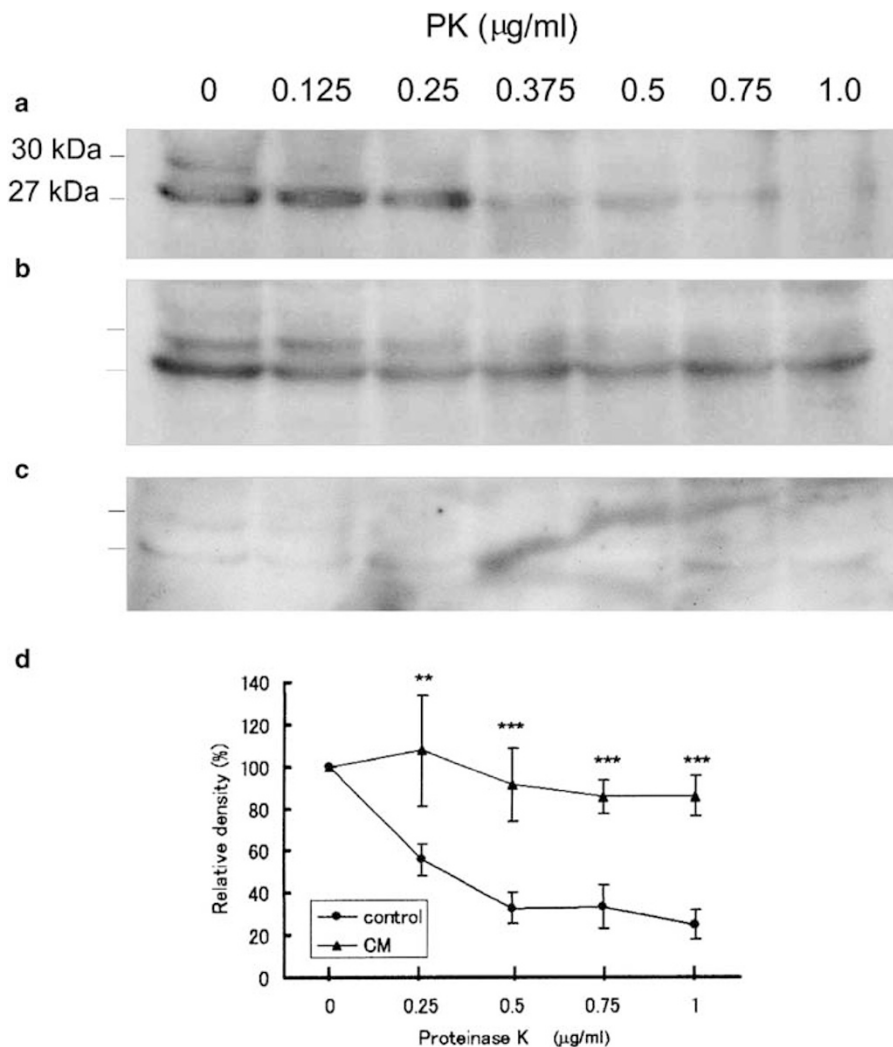 PK (μg/ml)
a
0 0.125 0.25 0.375 0.5 0.75 1.0
30 kDa
27 kDa
b
c
d
140
120
100
80
60
40
20
0
Relative density (%)
** *** *** ***
control
CM
0 0.25 0.5 0.75 1
Proteinase K (μg/ml)